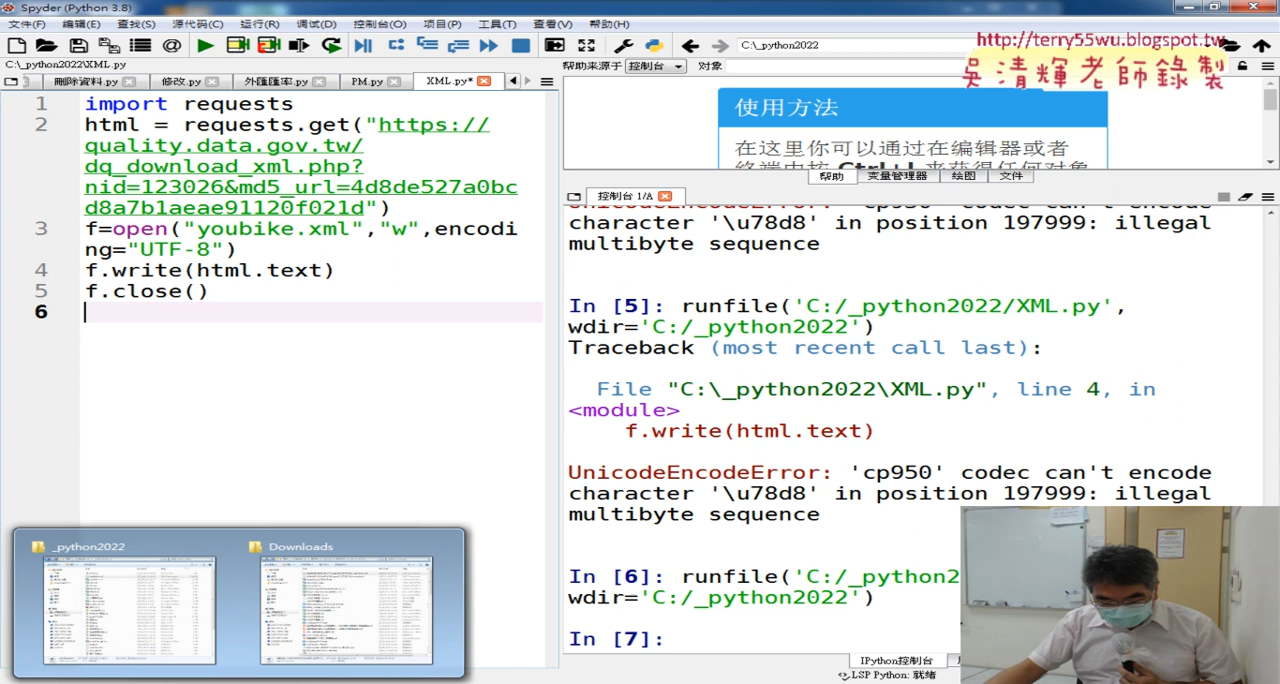 Spyder (Python 3.8)
文件(F) 编辑(E) 查找(S) 源代码(C) 运行(R) 调试(D) 控制台(O) 项目(P) 工具(T) 查看(V) 帮助(H)
C:\_python2022
http://terry55wu.blogspot.tw
吳清輝老師錄製
C:\_python2022\XML.py
帮助来源于 控制台 对象
刪除資料.py 修改.py 外匯匯率.py PM.py XML.py*
使用方法
在这里你可以通过在编辑器或者
帮助 变量管理器 绘图 文件
1 import requests
2 html = requests.get("https://
quality.data.gov.tw/
dq_download_xml.php?
nid=123026&md5_url=4d8de527a0bc
d8a7b1aeae91120f021d")
3 f=open("youbike.xml","w",encodi
ng="UTF-8")
4 f.write(html.text)
5 f.close()
6
控制台 1/A
character '\u78d8' in position 197999: illegal
multibyte sequence
In [5]: runfile('C:/_python2022/XML.py',
wdir='C:/_python2022')
Traceback (most recent call last):
File "C:\_python2022\XML.py", line 4, in
<module>
f.write(html.text)
UnicodeEncodeError: 'cp950' codec can't encode
character '\u78d8' in position 197999: illegal
multibyte sequence
In [6]: runfile('C:/_python2
wdir='C:/_python2022')
In [7]:
_python2022 Downloads
IPython控制台
LSP Python: 就绪